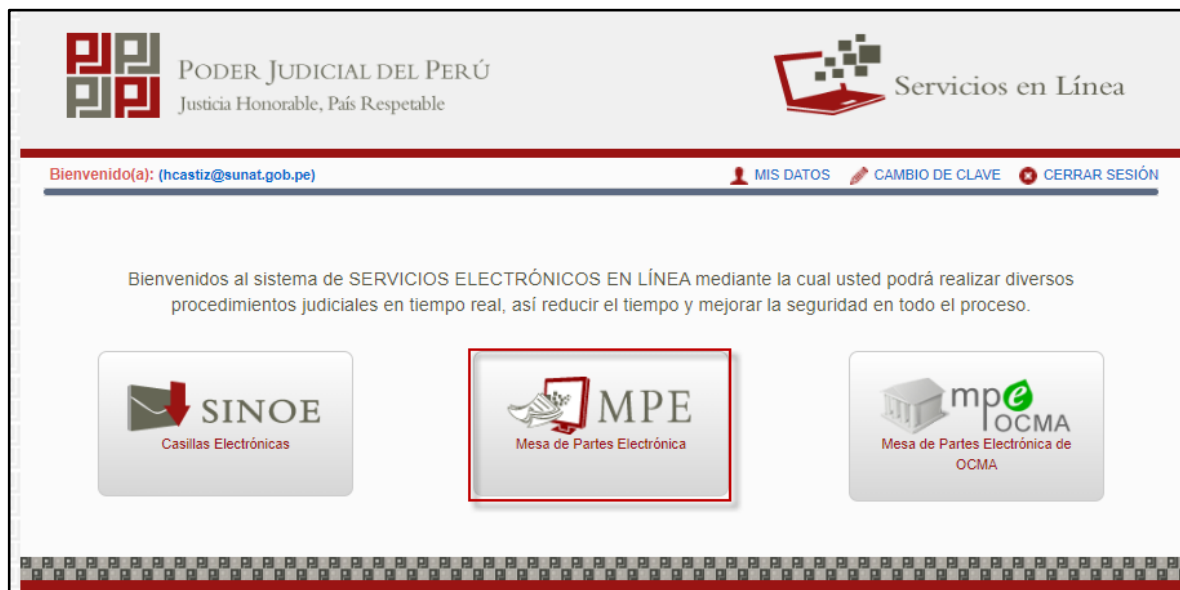 PODER JUDICIAL DEL PERÚ
Justicia Honorable, País Respetable
Servicios en Línea
Bienvenido(a): (hcastiz@sunat.gob.pe)
MIS DATOS
CAMBIO DE CLAVE
CERRAR SESIÓN
Bienvenidos al sistema de SERVICIOS ELECTRÓNICOS EN LÍNEA mediante la cual usted podrá realizar diversos
procedimientos judiciales en tiempo real, así reducir el tiempo y mejorar la seguridad en todo el proceso.
SINOE
Casillas Electrónicas
MPE
Mesa de Partes Electrónica
mpe
OCMA
Mesa de Partes Electrónica de
OCMA